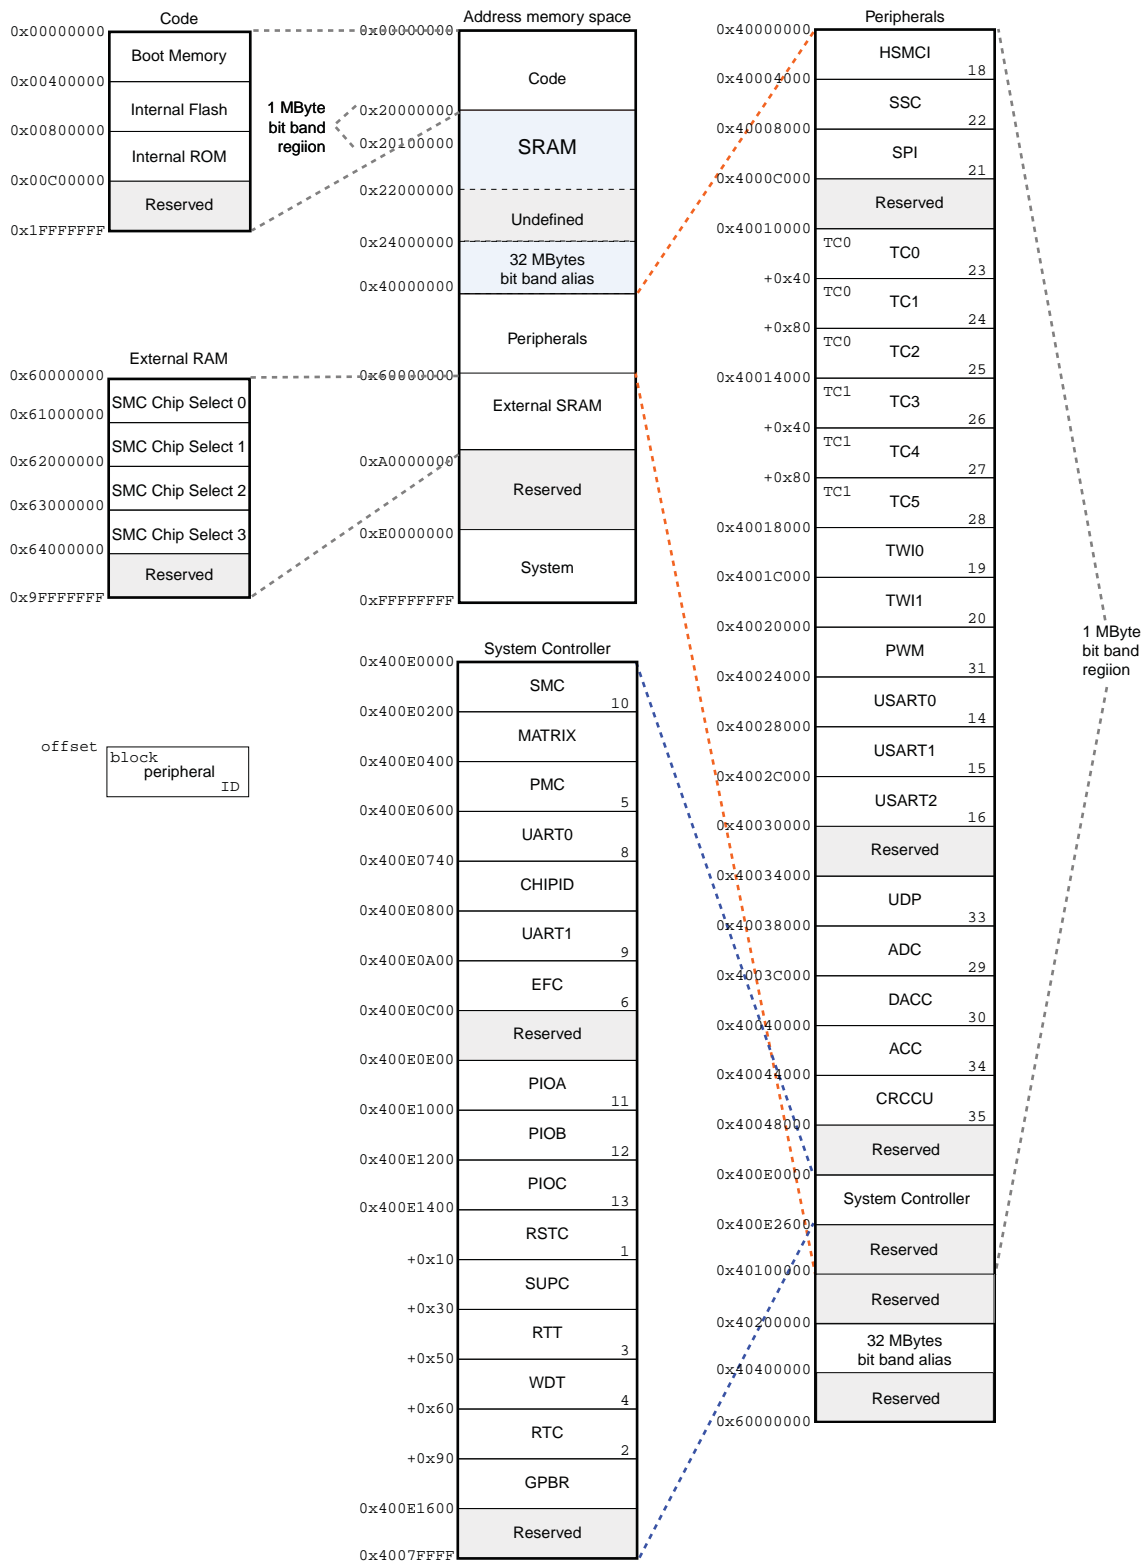 Code
0x00000000
Boot Memory
0x00400000
Internal Flash
0x00800000
Internal ROM
0x00C00000
Reserved
0x1FFFFFFF
1 MByte
bit band
regiion
Address memory space
0x00000000
Code
0x20000000
0x20100000
SRAM
0x22000000
Undefined
0x24000000
32 MBytes
bit band alias
0x40000000
Peripherals
0x60000000
External SRAM
0xA0000000
Reserved
0xE0000000
System
0xFFFFFFFF
External RAM
0x60000000
SMC Chip Select 0
0x61000000
SMC Chip Select 1
0x62000000
SMC Chip Select 2
0x63000000
SMC Chip Select 3
0x64000000
Reserved
0x9FFFFFFF
offset
block
peripheral
ID
System Controller
0x400E0000
SMC
10
0x400E0200
MATRIX
0x400E0400
PMC
5
0x400E0600
UART0
8
0x400E0740
CHIPID
0x400E0800
UART1
9
0x400E0A00
EFC
6
0x400E0C00
Reserved
0x400E0E00
PIOA
11
0x400E1000
PIOB
12
0x400E1200
PIOC
13
0x400E1400
RSTC
1
+0x10
SUPC
+0x30
RTT
3
+0x50
WDT
4
+0x60
RTC
2
+0x90
GPBR
0x400E1600
Reserved
0x4007FFFF
Peripherals
0x40000000
HSMCI
18
0x40004000
SSC
22
0x40008000
SPI
21
0x4000C000
Reserved
0x40010000
TC0
TC0
23
+0x40
TC0
TC1
24
+0x80
TC0
TC2
25
0x40014000
TC1
TC3
26
+0x40
TC1
TC4
27
+0x80
TC1
TC5
28
0x40018000
TWI0
19
0x4001C000
TWI1
20
0x40020000
PWM
31
0x40024000
USART0
14
0x40028000
USART1
15
0x4002C000
USART2
16
0x40030000
Reserved
0x40034000
UDP
33
0x40038000
ADC
29
0x4003C000
DACC
30
0x40040000
ACC
34
0x40044000
CRCCU
35
0x40048000
Reserved
0x400E0000
System Controller
0x400E2600
Reserved
0x40100000
Reserved
0x40200000
32 MBytes
bit band alias
0x40400000
Reserved
0x60000000
1 MByte
bit band
regiion